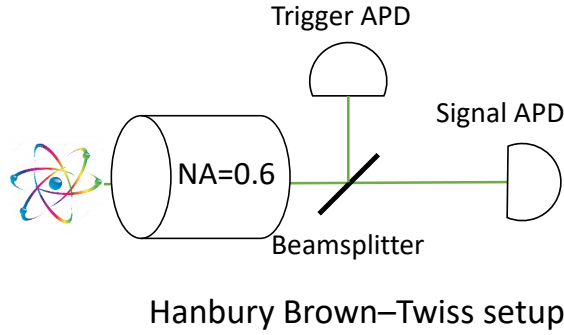 Trigger APD
Signal APD
NA=0.6
Beamsplitter
Hanbury Brown–Twiss setup